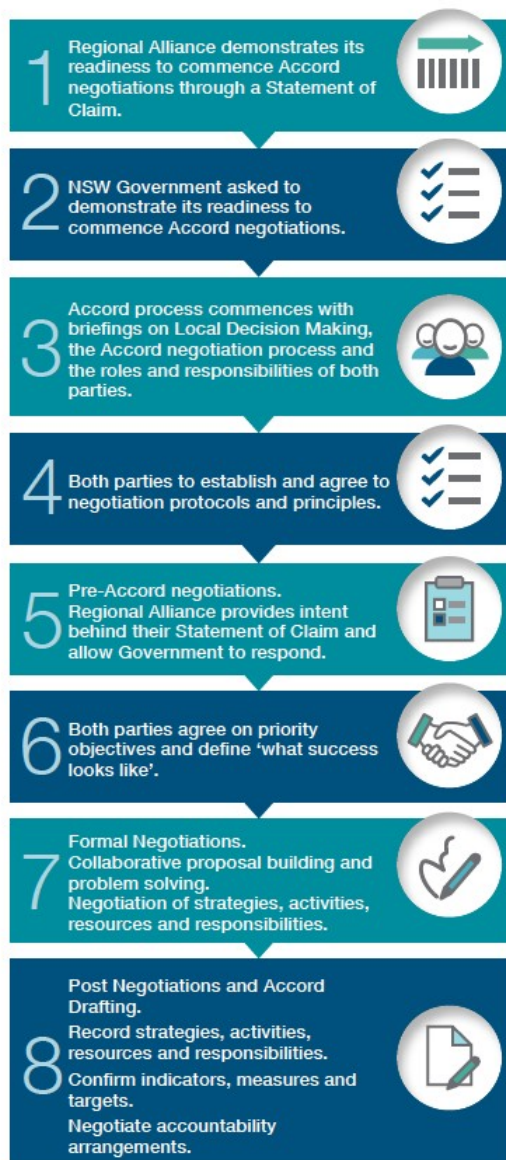 1
Regional Alliance demonstrates its
readiness to commence Accord
negotiations through a Statement of
Claim.
2
NSW Government asked to
demonstrate its readiness to
commence Accord negotiations.
3
Accord process commences with
briefings on Local Decision Making,
the Accord negotiation process and
the roles and responsibilities of both
parties.
4
Both parties to establish and agree to
negotiation protocols and principles.
5
Pre-Accord negotiations.
Regional Alliance provides intent
behind their Statement of Claim and
allow Government to respond.
6
Both parties agree on priority
objectives and define ‘what success
looks like’.
7
Formal Negotiations.
Collaborative proposal building and
problem solving.
Negotiation of strategies, activities,
resources and responsibilities.
8
Post Negotiations and Accord
Drafting.
Record strategies, activities,
resources and responsibilities.
Confirm indicators, measures and
targets.
Negotiate accountability
arrangements.